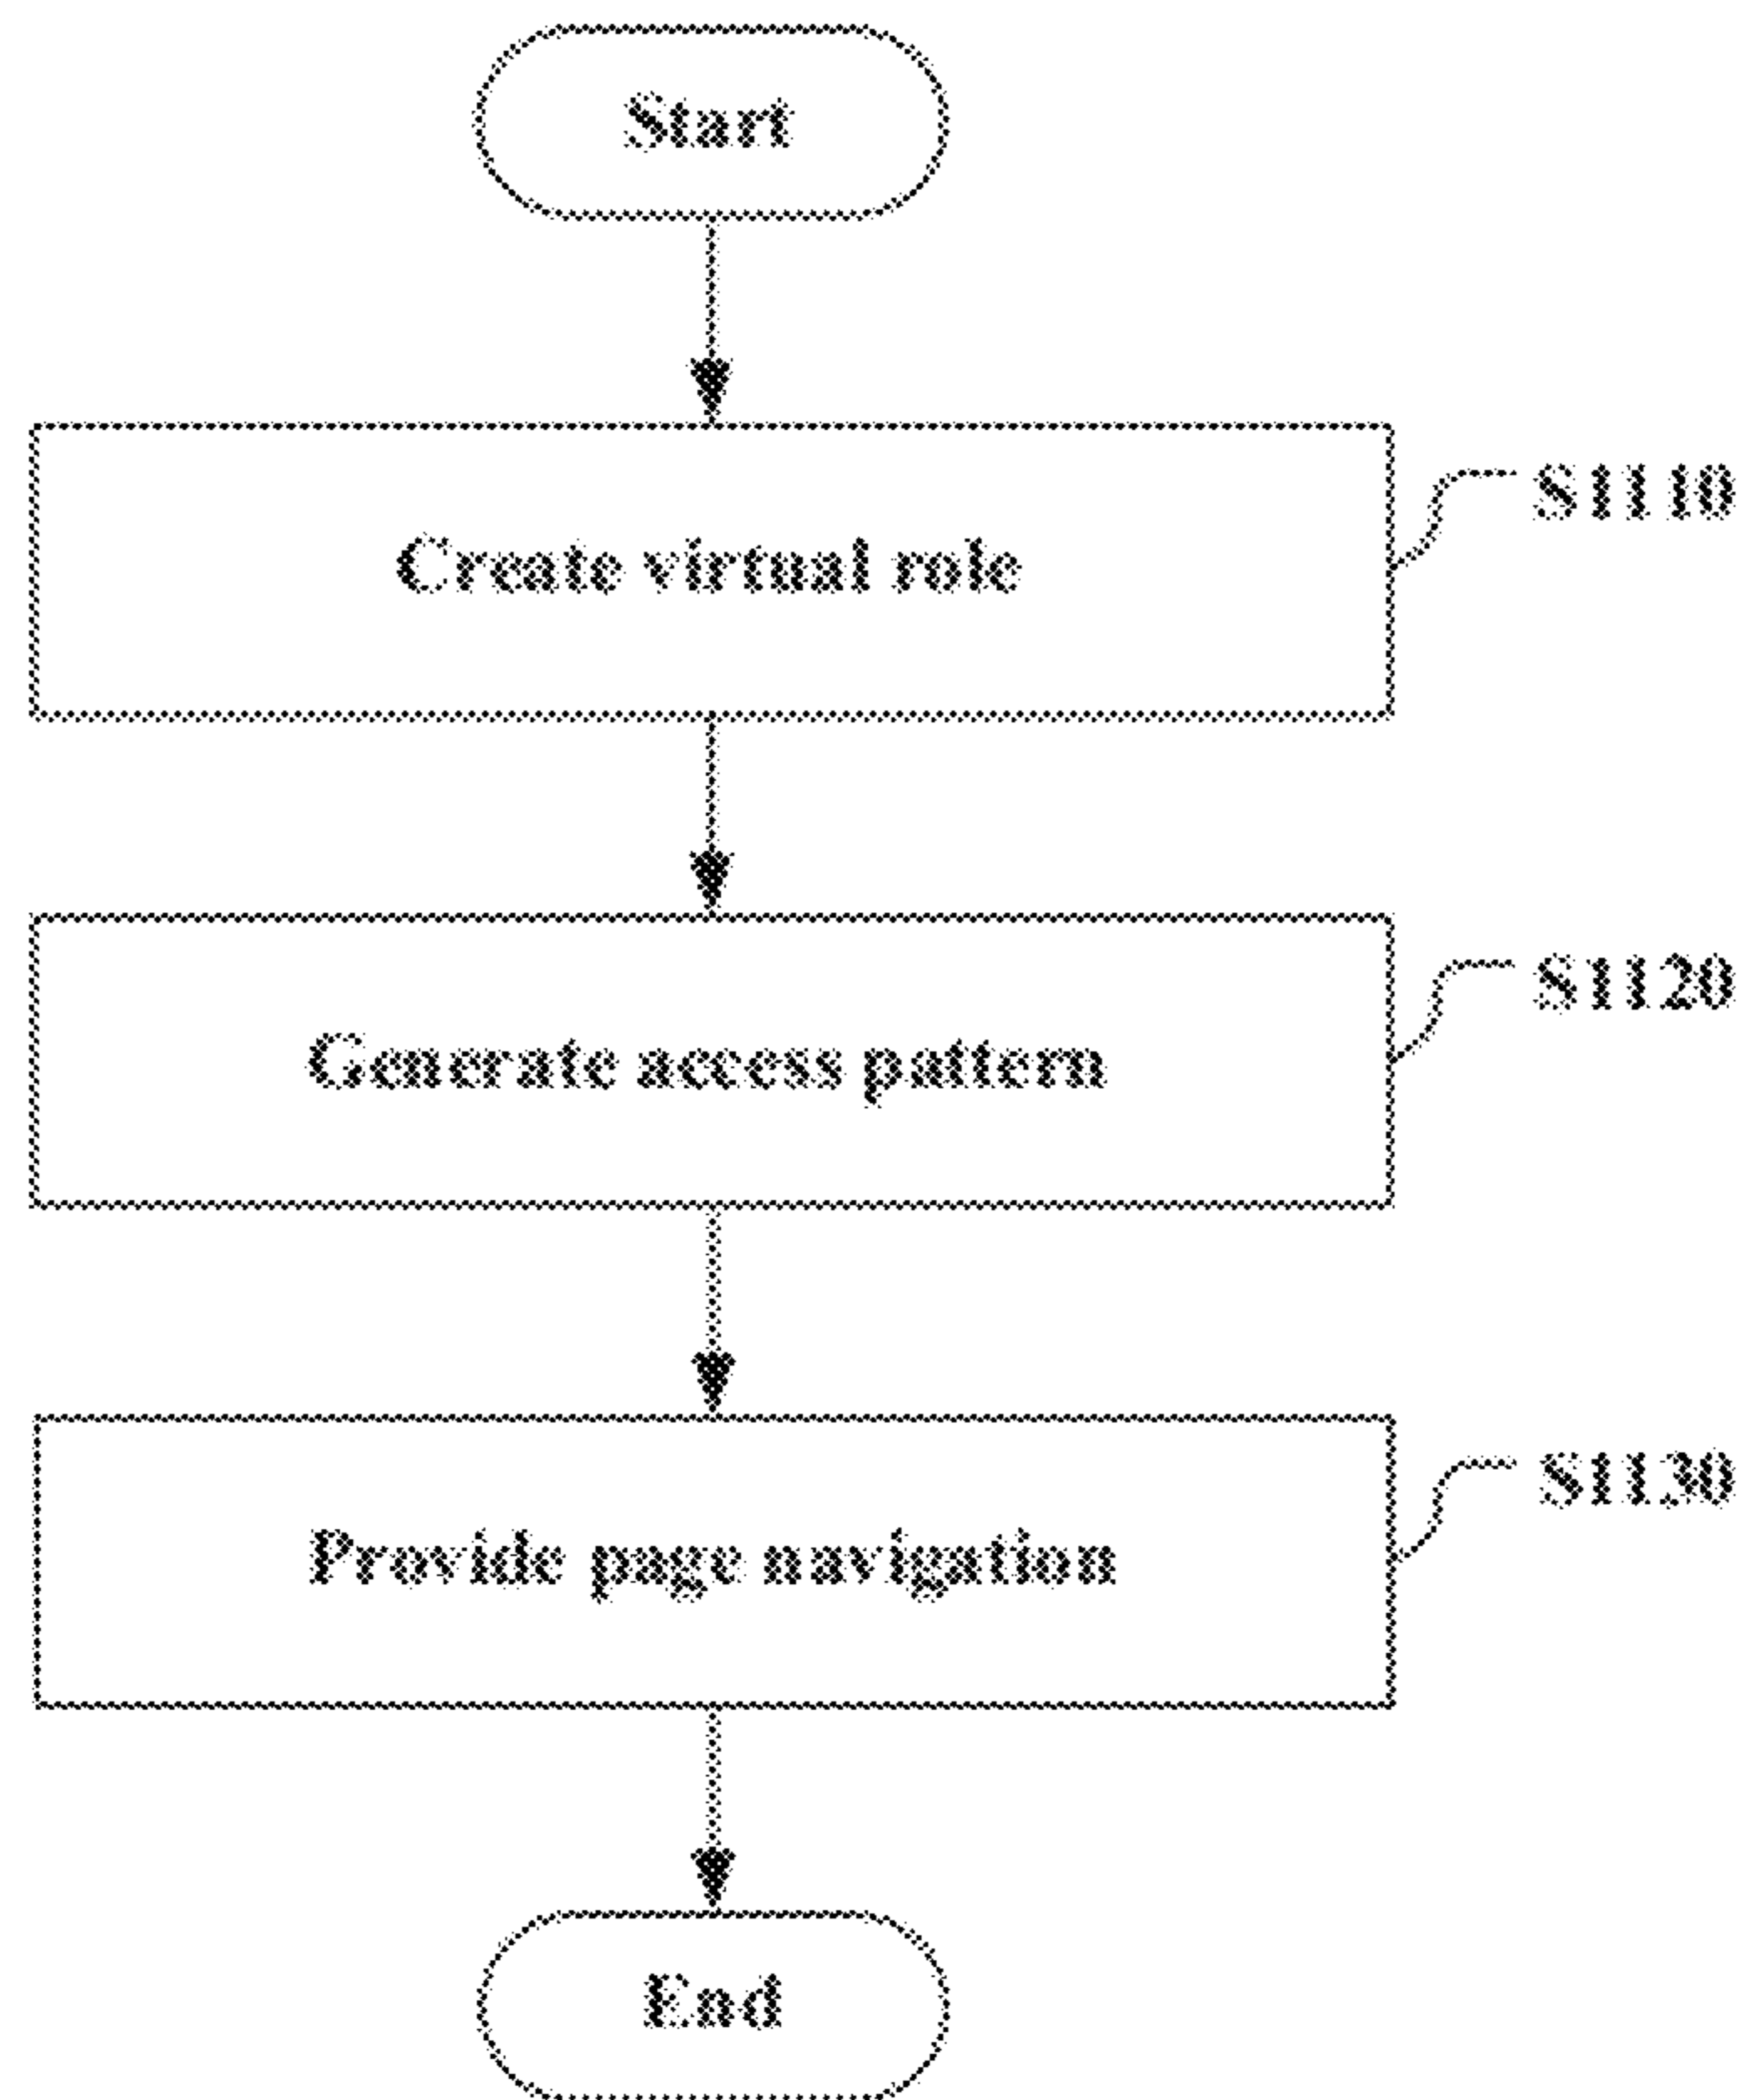 Start
Create virtual role
S1110
Generate access pattern
S1120
Provide page navigation
S1130
End